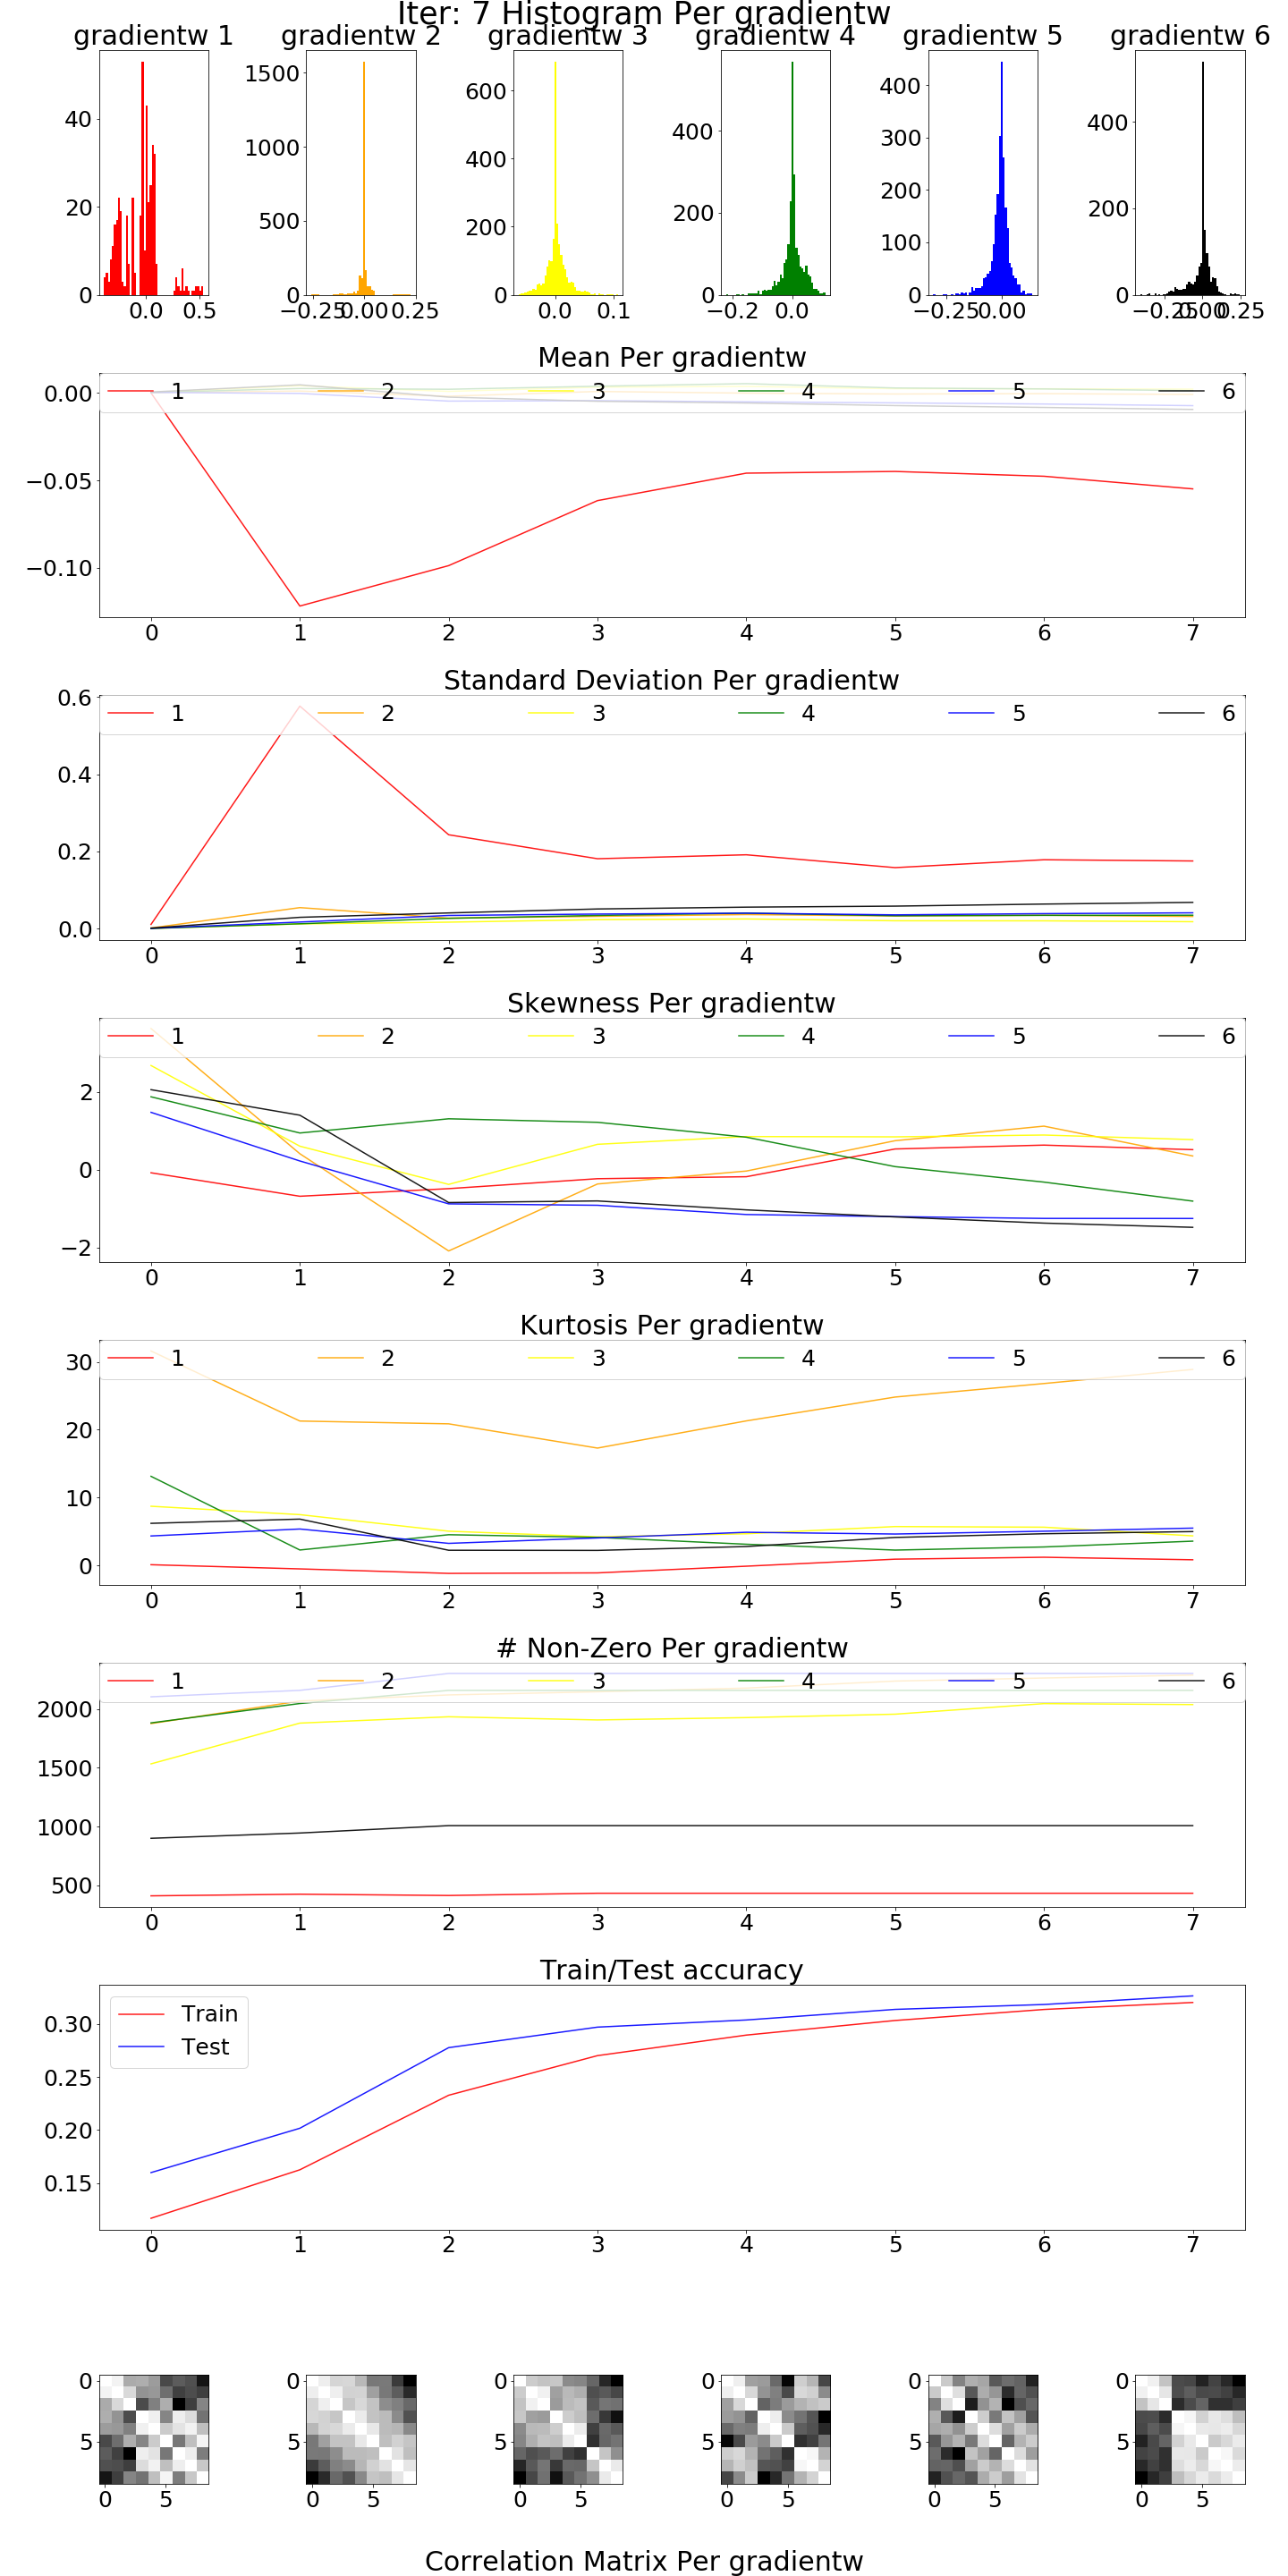 Iter: 7 Histogram Per gradientw
gradientw 1 gradientw 2 gradientw 3 gradientw 4 gradientw 5 gradientw 6
40
20
0
0.0 0.5
1500
1000
500
0
−0.25 0.00 0.25
600
400
200
0
0.0 0.1
400
200
0
−0.2 0.0
400
300
200
100
0
−0.25 0.00
400
200
0
−0.25 0.00 0.25
Mean Per gradientw
1 2 3 4 5 6
0.00
−0.05
−0.10
0 1 2 3 4 5 6 7
Standard Deviation Per gradientw
1 2 3 4 5 6
0.6
0.4
0.2
0.0
0 1 2 3 4 5 6 7
Skewness Per gradientw
1 2 3 4 5 6
2
0
−2
0 1 2 3 4 5 6 7
Kurtosis Per gradientw
1 2 3 4 5 6
30
20
10
0
0 1 2 3 4 5 6 7
# Non-Zero Per gradientw
1 2 3 4 5 6
2000
1500
1000
500
0 1 2 3 4 5 6 7
Train/Test accuracy
Train
Test
0.30
0.25
0.20
0.15
0 1 2 3 4 5 6 7
0 0 0 0 0 0
5 5 5 5 5 5
0 5 0 5 0 5 0 5 0 5 0 5
Correlation Matrix Per gradientw